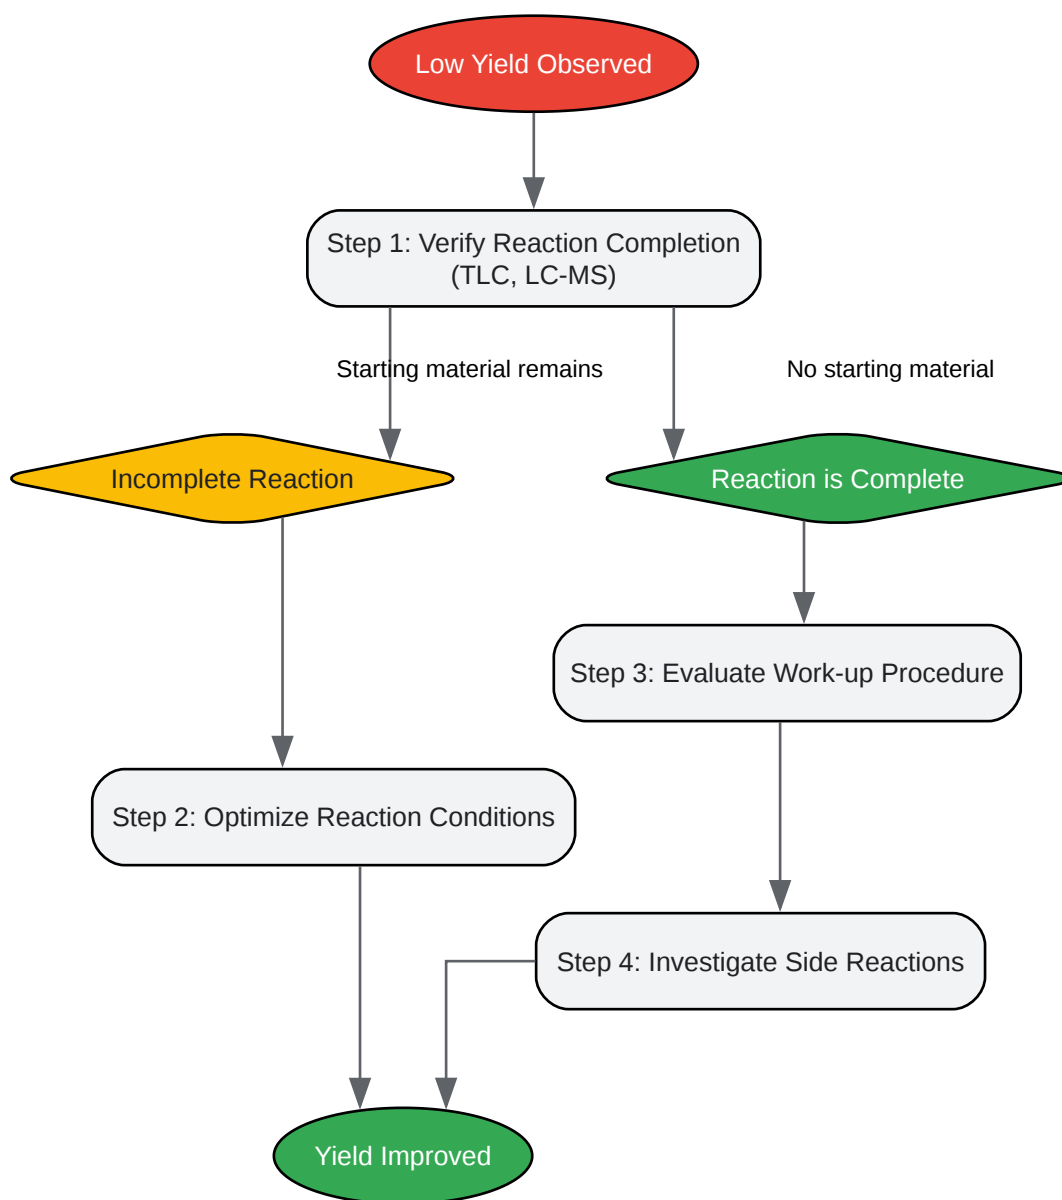 Low Yield Observed
Step 1: Verify Reaction Completion
(TLC, LC-MS)
Starting material remains
No starting material
Incomplete Reaction
Reaction is Complete
Step 3: Evaluate Work-up Procedure
Step 2: Optimize Reaction Conditions
Step 4: Investigate Side Reactions
Yield Improved